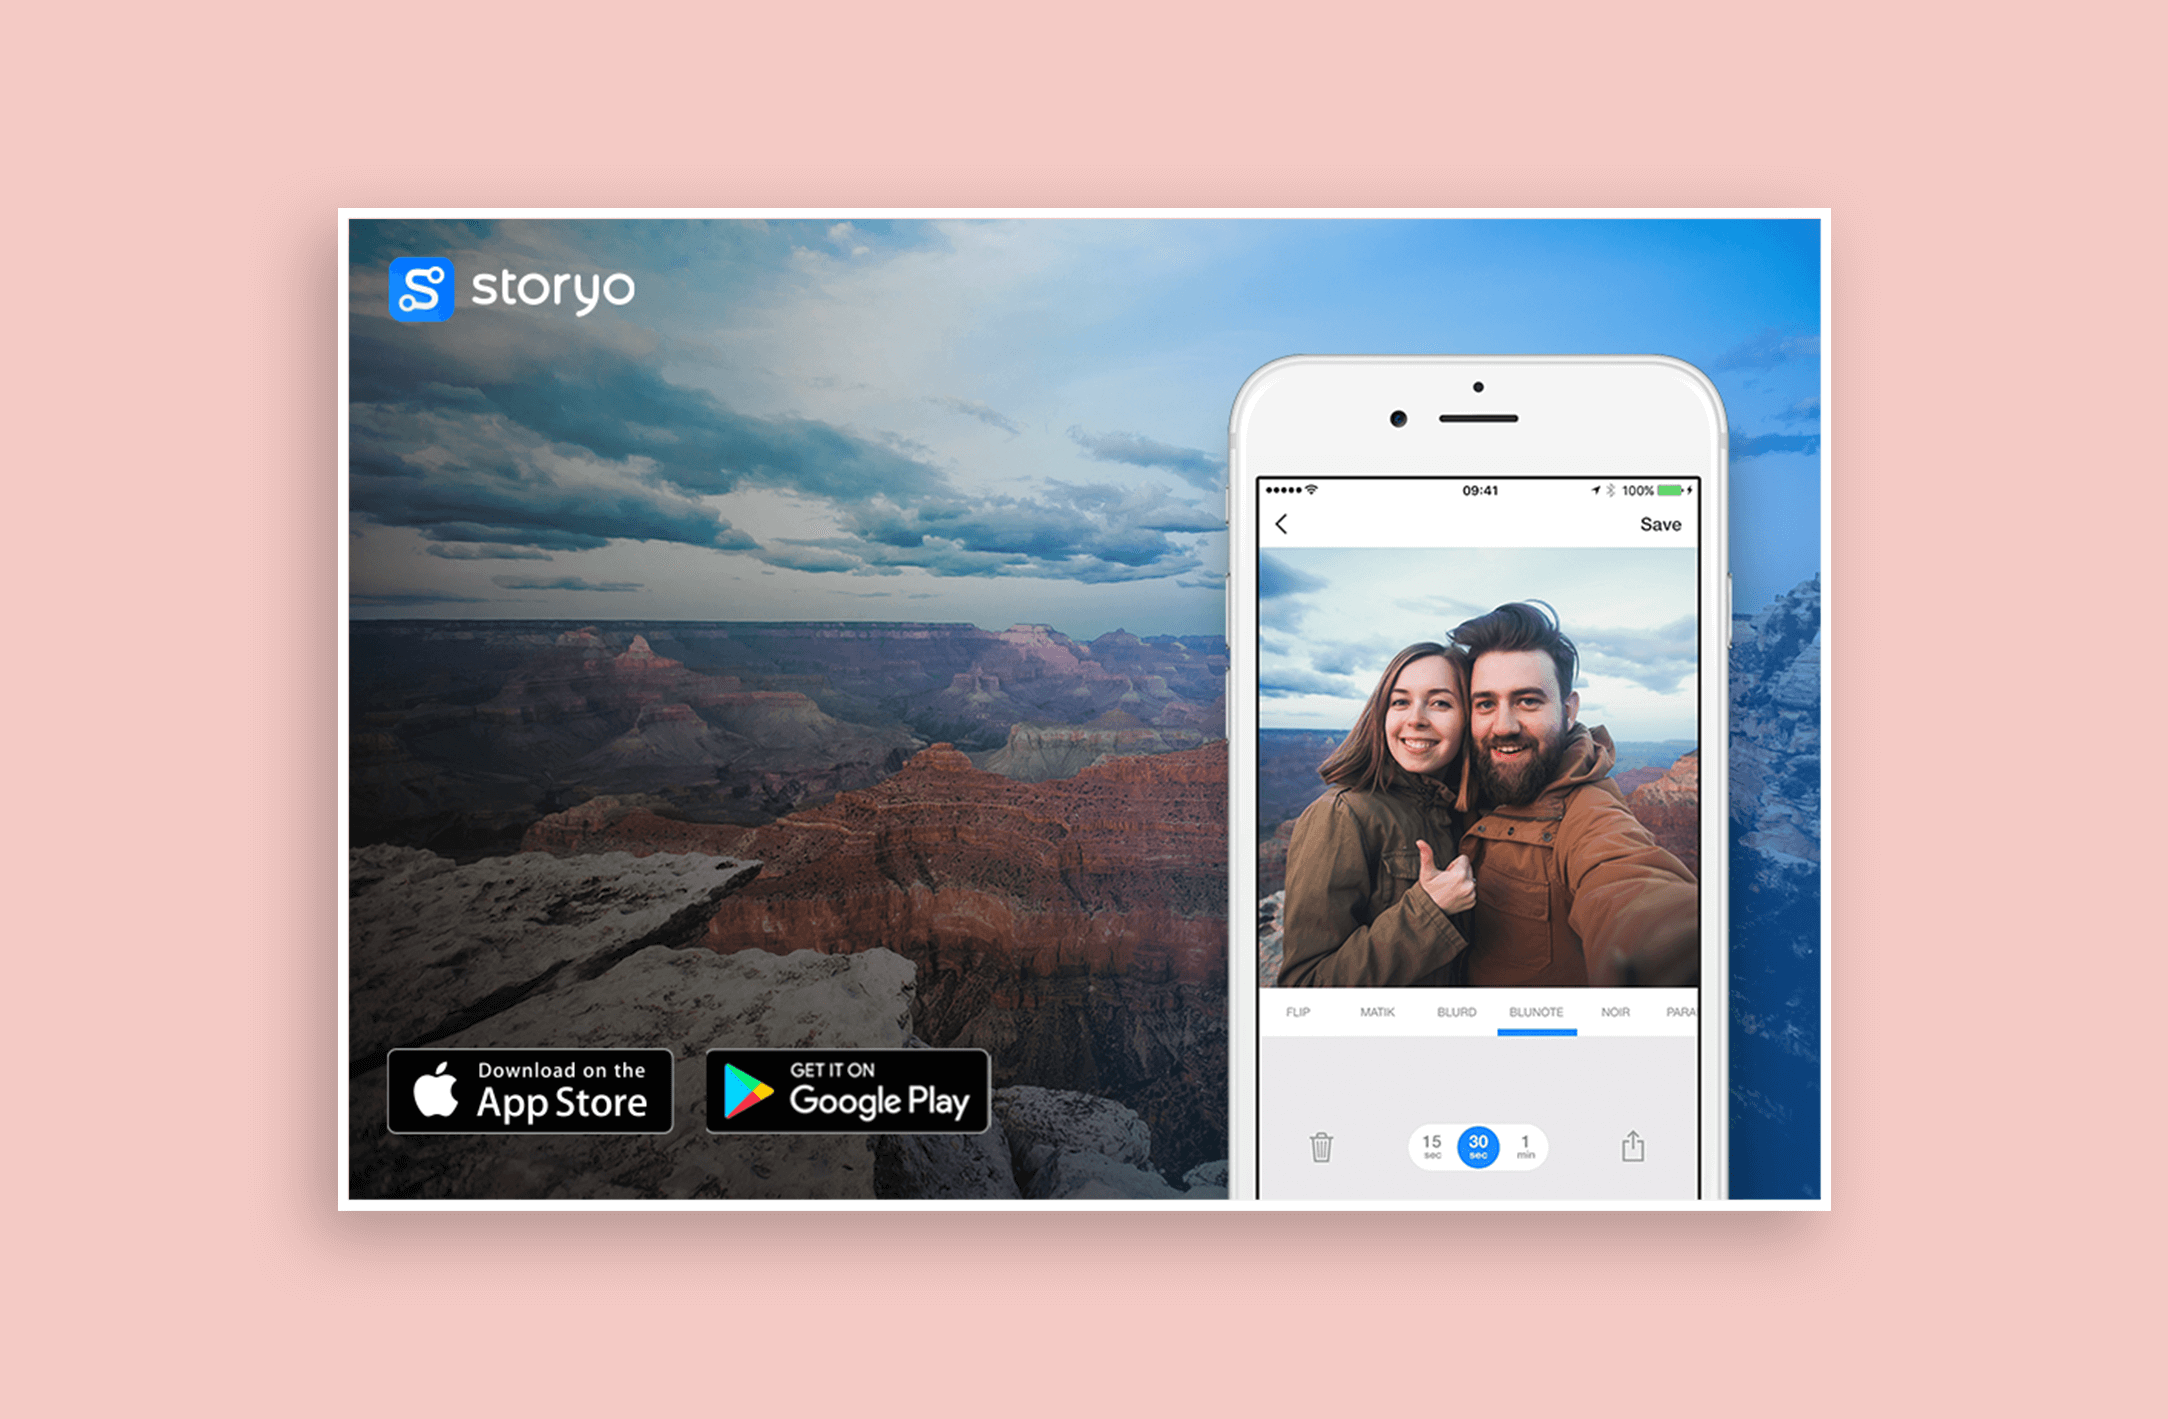 storyo
09:41
100%
Save
FLIP MATIK BLURD BLUNOTE NOIR
15 30 1
sec sec min
Download on the
App Store
GET IT ON
Google Play